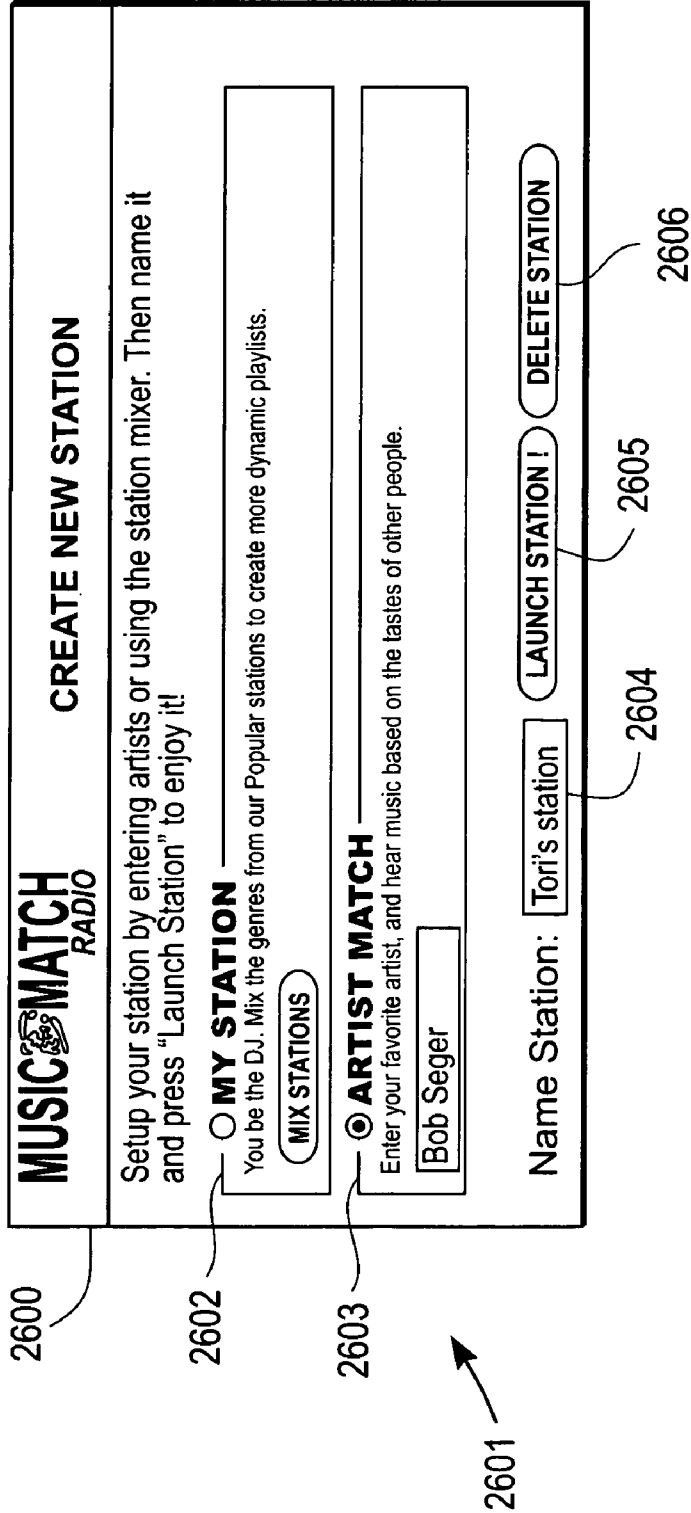 MUSICMATCH
RADIO
CREATE NEW STATION
Setup your station by entering artists or using the station mixer. Then name it
and press “Launch Station” to enjoy it!
MY STATION
You be the DJ. Mix the genres from our Popular stations to create more dynamic playlists.
MIX STATIONS
ARTIST MATCH
Enter your favorite artist, and hear music based on the tastes of other people.
Bob Seger
Name Station: Tori's station LAUNCH STATION ! DELETE STATION
2600
2602
2603
2601
2604
2605
2606